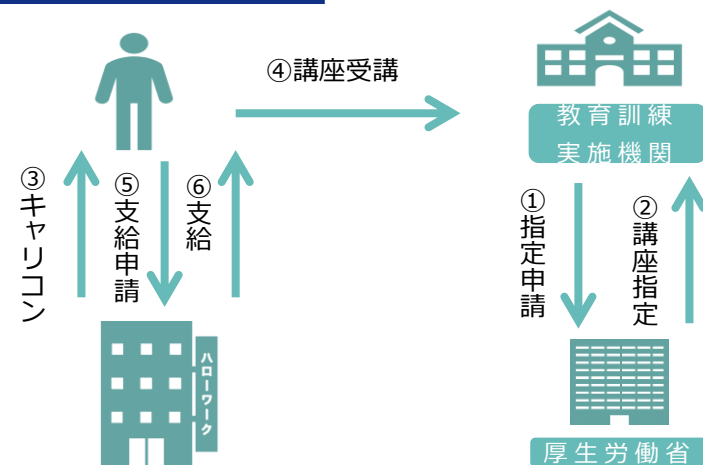 ④講座受講
教育訓練
実施機関
③キャリコン
⑤支給申請
⑥支給
①指定申請
②講座指定
ハローワーク
厚生労働省